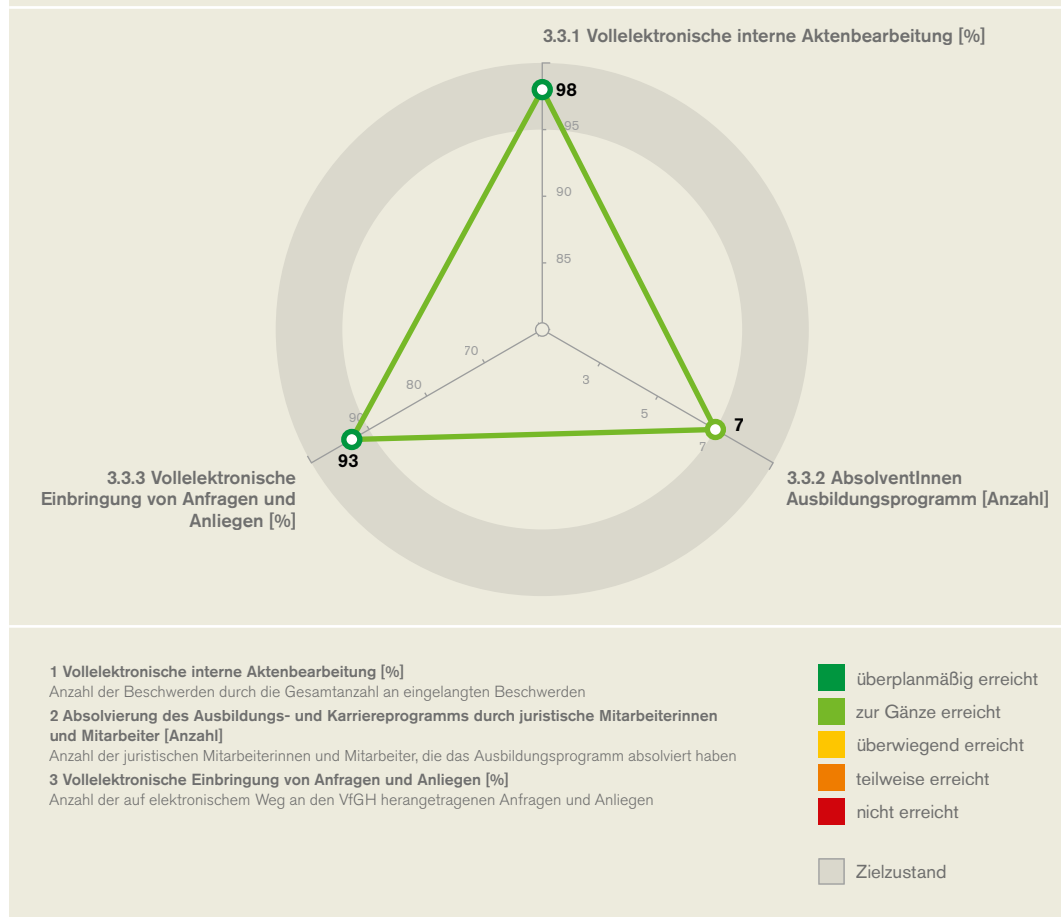 3.3.1 Vollelektronische interne Aktenbearbeitung [%]
98
95
90
85
70
3
80
5
90
7
7
93
3.3.3 Vollelektronische
Einbringung von Anfragen und
Anliegen [%]
3.3.2 AbsolventInnen
Ausbildungsprogramm [Anzahl]
1 Vollelektronische interne Aktenbearbeitung [%]
Anzahl der Beschwerden durch die Gesamtanzahl an eingelangten Beschwerden
2 Absolvierung des Ausbildungs- und Karriereprogramms durch juristische Mitarbeiterinnen
und Mitarbeiter [Anzahl]
Anzahl der juristischen Mitarbeiterinnen und Mitarbeiter, die das Ausbildungsprogramm absolviert haben
3 Vollelektronische Einbringung von Anfragen und Anliegen [%]
Anzahl der auf elektronischem Weg an den VfGH herangetragenen Anfragen und Anliegen
überplanmäßig erreicht
zur Gänze erreicht
überwiegend erreicht
teilweise erreicht
nicht erreicht
Zielzustand